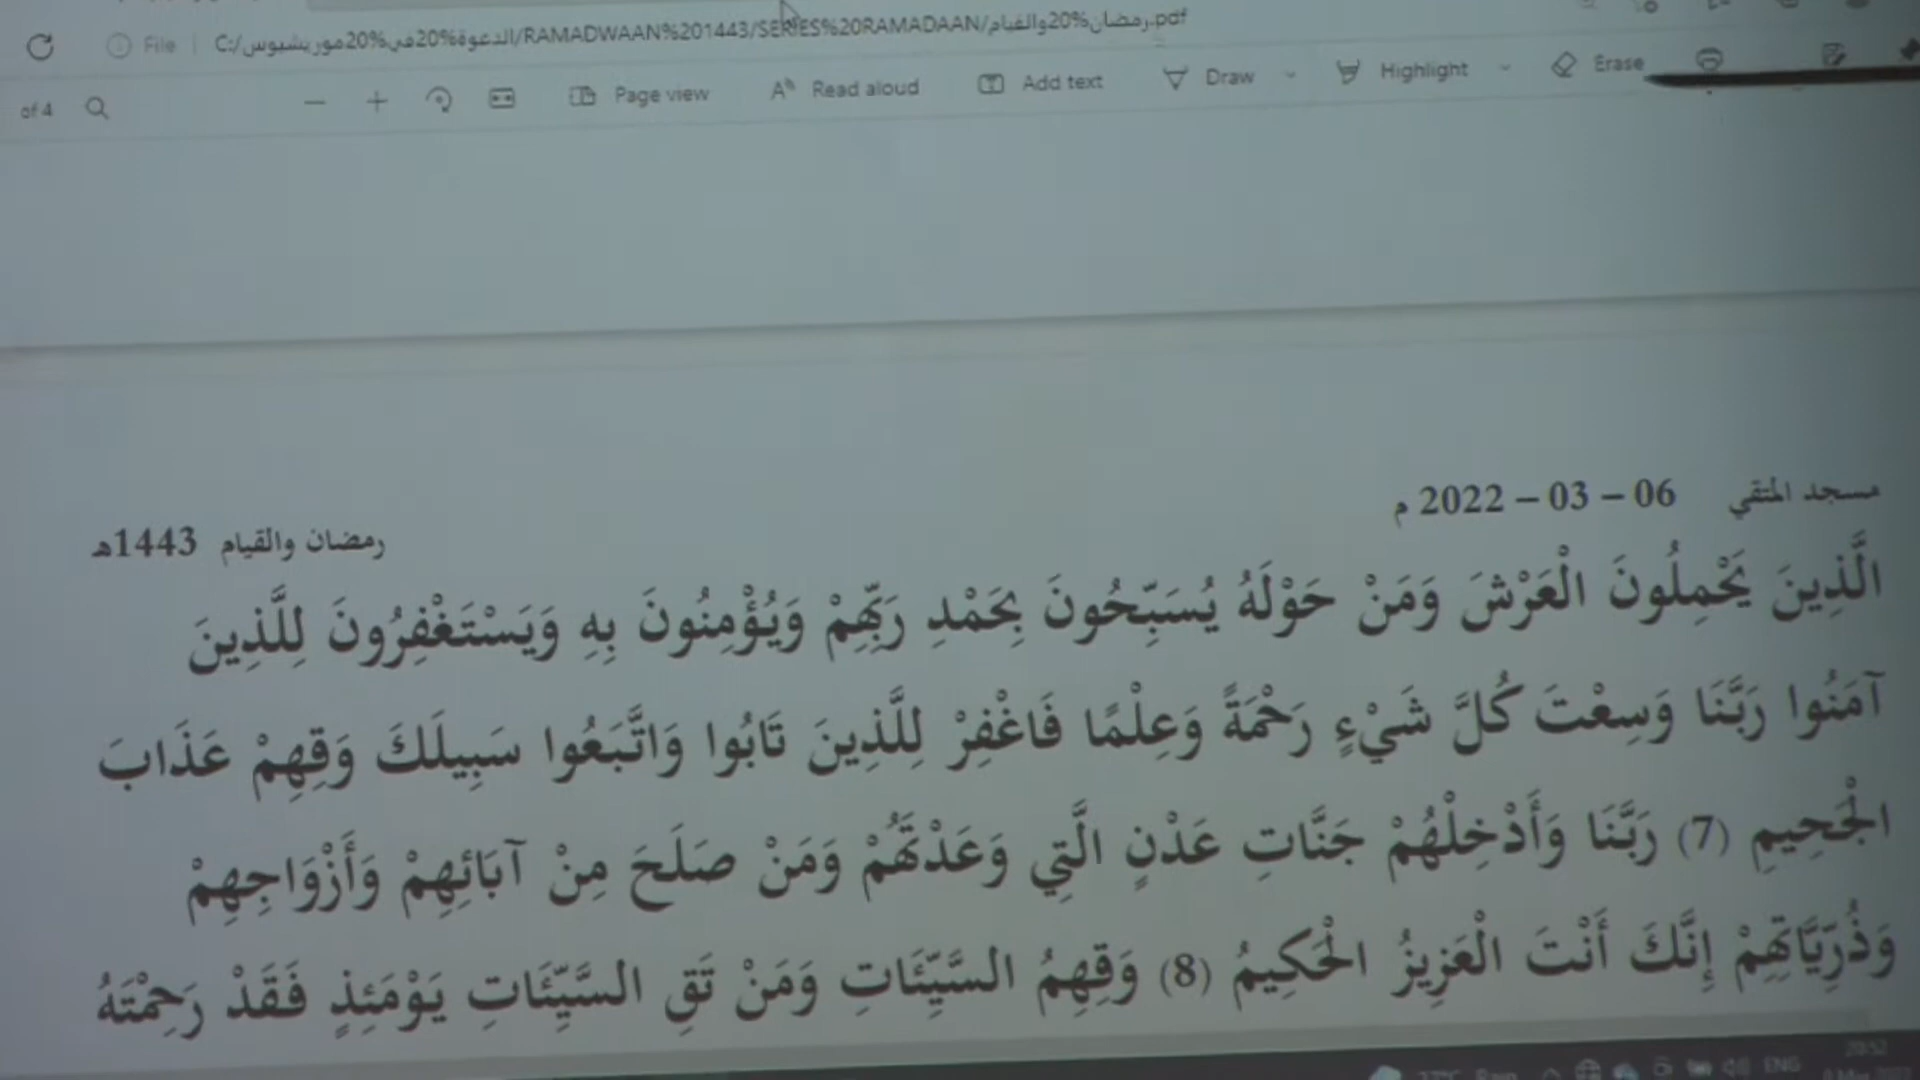 File C:/الدعوة%20في%20موريشيوس/RAMADWAAN%201443/SERIES%20RAMADAAN/رمضان%20والقيام.pdf
of 4 Page view Read aloud Add text Draw Highlight Erase
مسجد المتقي 06 – 03 – 2022 م
رمضان والقيام 1443هـ
الَّذِينَ يَحْمِلُونَ الْعَرْشَ وَمَنْ حَوْلَهُ يُسَبِّحُونَ بِحَمْدِ رَبِّهِمْ وَيُؤْمِنُونَ بِهِ وَيَسْتَغْفِرُونَ لِلَّذِينَ
آمَنُوا رَبَّنَا وَسِعْتَ كُلَّ شَيْءٍ رَحْمَةً وَعِلْمًا فَاغْفِرْ لِلَّذِينَ تَابُوا وَاتَّبَعُوا سَبِيلَكَ وَقِهِمْ عَذَابَ
الْجَحِيمِ (7) رَبَّنَا وَأَدْخِلْهُمْ جَنَّاتِ عَدْنٍ الَّتِي وَعَدْتَهُمْ وَمَنْ صَلَحَ مِنْ آبَائِهِمْ وَأَزْوَاجِهِمْ
وَذُرِّيَّاتِهِمْ إِنَّكَ أَنْتَ الْعَزِيزُ الْحَكِيمُ (8) وَقِهِمُ السَّيِّئَاتِ وَمَنْ تَقِ السَّيِّئَاتِ يَوْمَئِذٍ فَقَدْ رَحِمْتَهُ
ENG